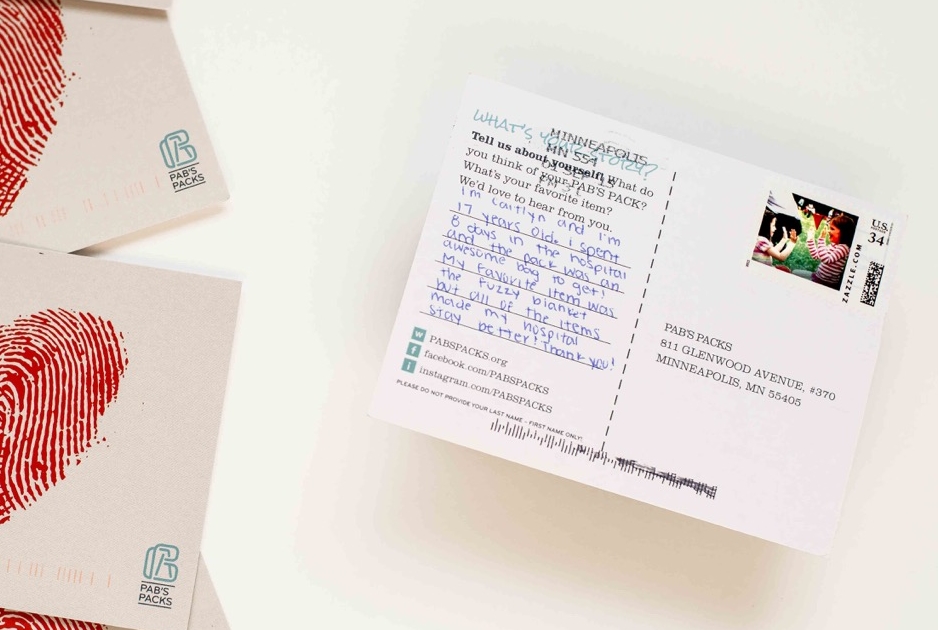 PAB'S
PACKS
PAB'S
PACKS
WHAT'S YOUR STORY?
MINNEAPOLIS
MN 554
Tell us about yourself! What do
you think of your PAB'S PACK?
What's your favorite item?
We'd love to hear from you.
I'm Caitlyn and I'm
17 years old. I spent
8 days in the hospital
and the pack was an
awesome bag to get!
My favorite item was
the fuzzy blanket
but all of the items
made my hospital
stay better! Thank you!
W PABSPACKS.org
f facebook.com/PABSPACKS
i instagram.com/PABSPACKS
PLEASE DO NOT PROVIDE YOUR LAST NAME - FIRST NAME ONLY!
U.S.
34
ZAZZLE.COM
PAB'S PACKS
811 GLENWOOD AVENUE, #370
MINNEAPOLIS, MN 55405